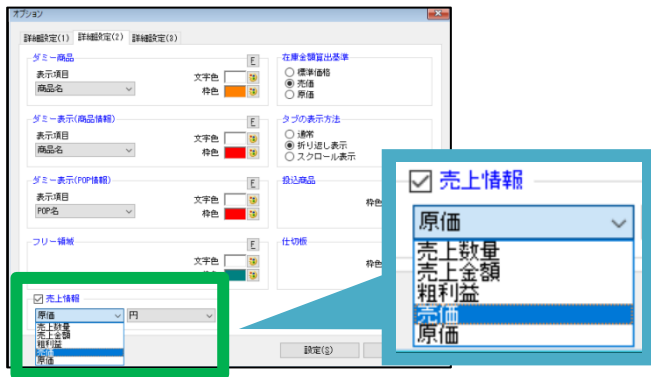 オプション
詳細設定(1) 詳細設定(2) 詳細設定(3)
ダミー商品
F
表示項目
商品名
文字色
枠色
在庫金額算出基準
標準価格
売価
原価
ダミー表示(商品情報)
F
表示項目
商品名
文字色
枠色
タブの表示方法
通常
折り返し表示
スクロール表示
ダミー表示(POP情報)
F
表示項目
POP名
文字色
枠色
投込商品
枠色
フリー領域
F
文字色
仕切板
枠色
売上情報
原価 円
売上数量
売上金額
粗利益
売価
原価
設定(S)
売上情報
原価
売上数量
売上金額
粗利益
売価
原価